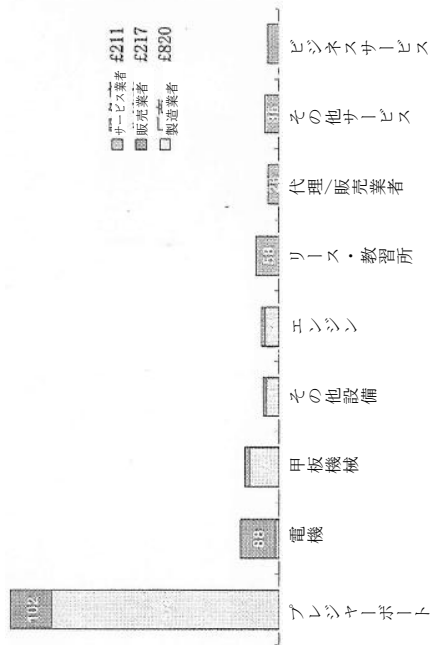 サービス業者 £211
販売業者 £217
製造業者 £820
102
88
58
28
36
プレジャーボート
電機
甲板機械
その他設備
エンジン
リース・教習所
代理/販売業者
その他サービス
ビジネスサービス